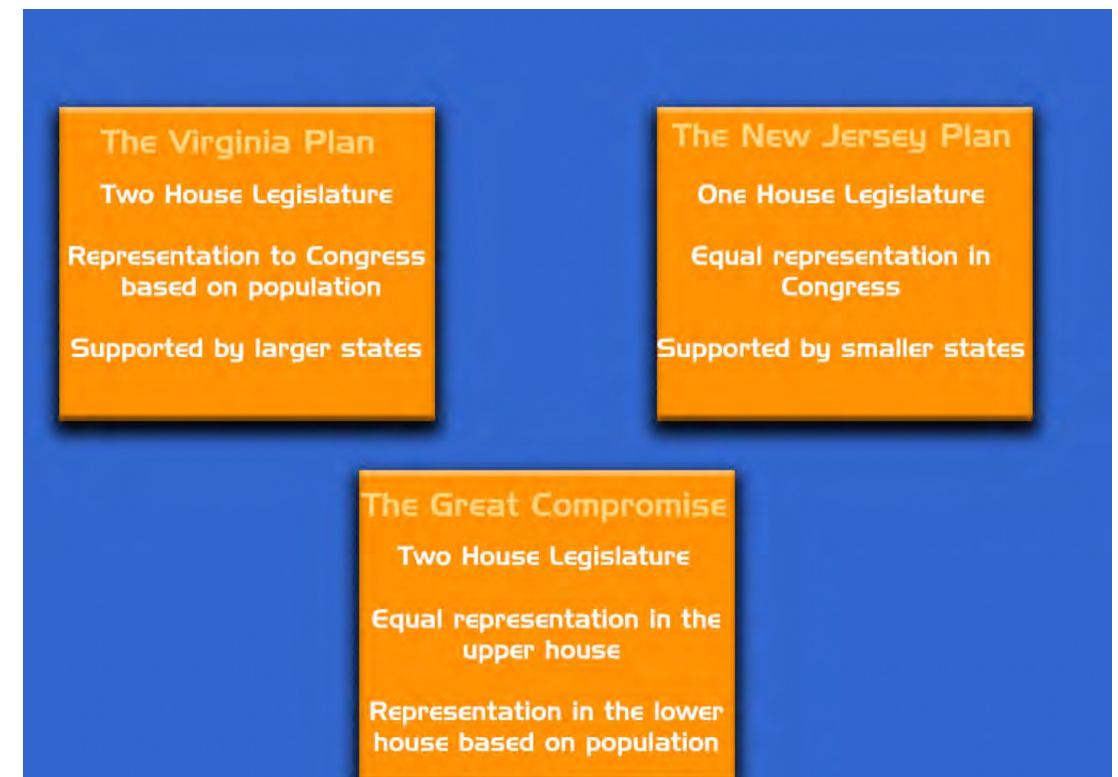 The Virginia Plan
Two House Legislature
Representation to Congress
based on population
Supported by larger states
The New Jersey Plan
One House Legislature
Equal representation in
Congress
Supported by smaller states
The Great Compromise
Two House Legislature
Equal representation in the
upper house
Representation in the lower
house based on population